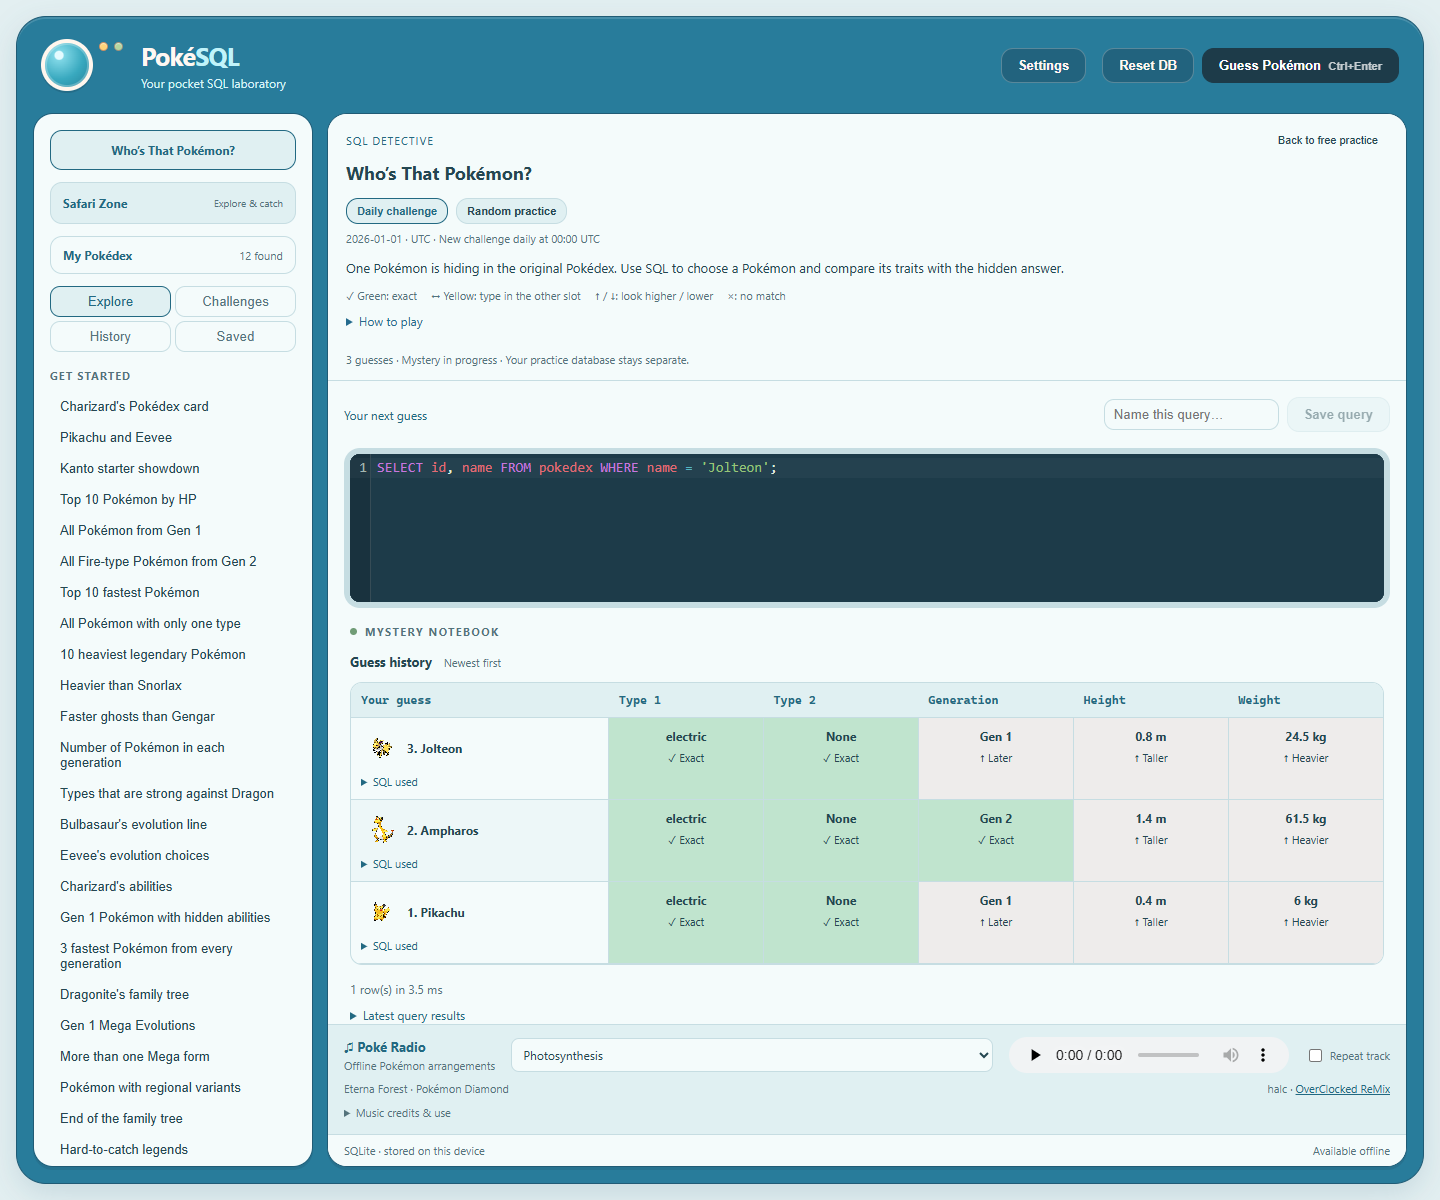 PokéSQL
Your pocket SQL laboratory
Settings
Reset DB
Guess Pokémon Ctrl+Enter
Who's That Pokémon?
Safari Zone Explore & catch
My Pokédex 12 found
Explore Challenges
History Saved
GET STARTED
Charizard's Pokédex card
Pikachu and Eevee
Kanto starter showdown
Top 10 Pokémon by HP
All Pokémon from Gen 1
All Fire-type Pokémon from Gen 2
Top 10 fastest Pokémon
All Pokémon with only one type
10 heaviest legendary Pokémon
Heavier than Snorlax
Faster ghosts than Gengar
Number of Pokémon in each
generation
Types that are strong against Dragon
Bulbasaur's evolution line
Eevee's evolution choices
Charizard's abilities
Gen 1 Pokémon with hidden abilities
3 fastest Pokémon from every
generation
Dragonite's family tree
Gen 1 Mega Evolutions
More than one Mega form
Pokémon with regional variants
End of the family tree
Hard-to-catch legends
SQL DETECTIVE
Back to free practice
Who's That Pokémon?
Daily challenge Random practice
2026-01-01 · UTC · New challenge daily at 00:00 UTC
One Pokémon is hiding in the original Pokédex. Use SQL to choose a Pokémon and compare its traits with the hidden answer.
✓ Green: exact ↔ Yellow: type in the other slot ↑ / ↓: look higher / lower ×: no match
▶ How to play
3 guesses · Mystery in progress · Your practice database stays separate.
Your next guess
Name this query...
Save query
1 SELECT id, name FROM pokedex WHERE name = 'Jolteon';
MYSTERY NOTEBOOK
Guess history Newest first
Your guess Type 1 Type 2 Generation Height Weight
3. Jolteon electric None Gen 1 0.8 m 24.5 kg
✓ Exact ✓ Exact ↑ Later ↑ Taller ↑ Heavier
▶ SQL used
2. Ampharos electric None Gen 2 1.4 m 61.5 kg
✓ Exact ✓ Exact ✓ Exact ↑ Taller ↑ Heavier
▶ SQL used
1. Pikachu electric None Gen 1 0.4 m 6 kg
✓ Exact ✓ Exact ↑ Later ↑ Taller ↑ Heavier
▶ SQL used
1 row(s) in 3.5 ms
▶ Latest query results
♫ Poké Radio
Offline Pokémon arrangements
Photosynthesis
0:00 / 0:00
Repeat track
Eterna Forest · Pokémon Diamond
halc · OverClocked ReMix
▶ Music credits & use
SQLite · stored on this device
Available offline